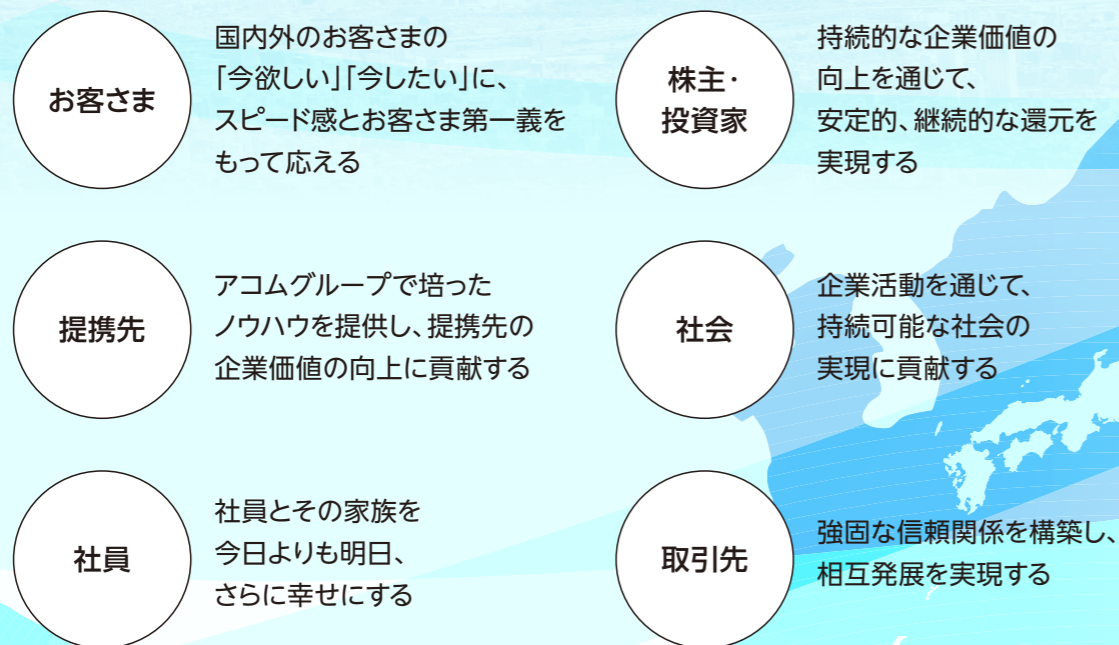 お客さま
国内外のお客さまの
「今欲しい」「今したい」に、
スピード感とお客さま第一義を
もって応える
株主・
投資家
持続的な企業価値の
向上を通じて、
安定的、継続的な還元を
実現する
提携先
アコムグループで培った
ノウハウを提供し、提携先の
企業価値の向上に貢献する
社会
企業活動を通じて、
持続可能な社会の
実現に貢献する
社員
社員とその家族を
今日よりも明日、
さらに幸せにする
取引先
強固な信頼関係を構築し、
相互発展を実現する